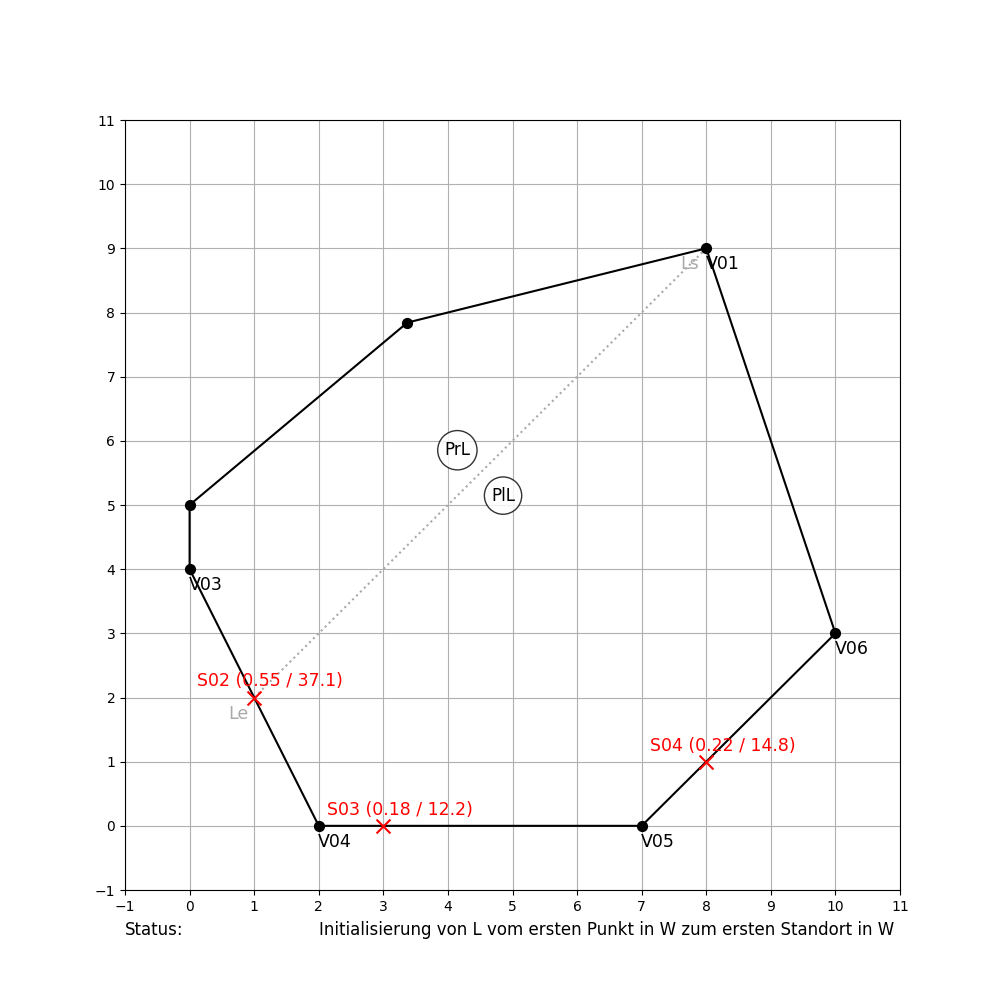 11
10
9
8
7
6
5
4
3
2
1
0
−1
Ls V01
PrL
PlL
V03
V06
S02 (0.55 / 37.1)
Le
S04 (0.22 / 14.8)
S03 (0.18 / 12.2)
V04
V05
−1 0 1 2 3 4 5 6 7 8 9 10 11
Status: Initialisierung von L vom ersten Punkt in W zum ersten Standort in W